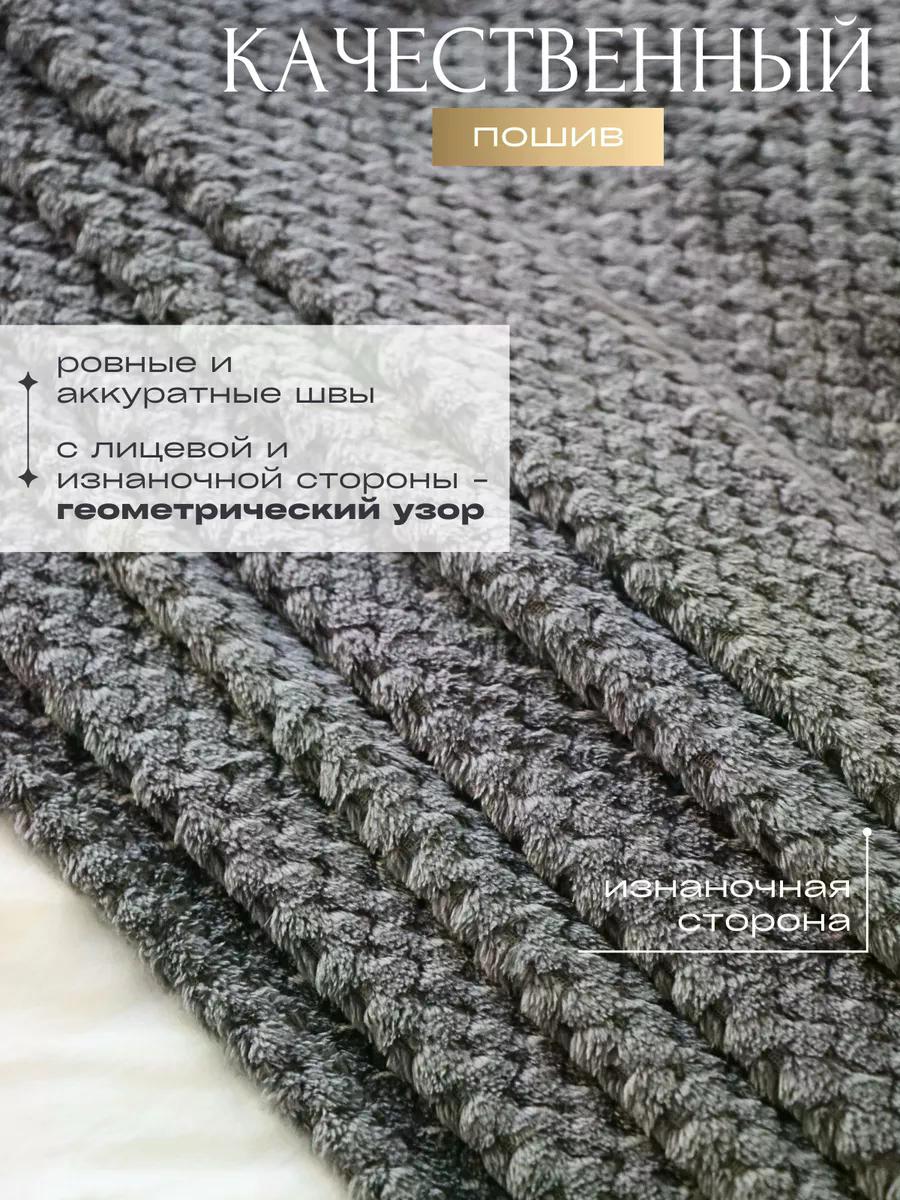 КАЧЕСТВЕННЫЙ
пошив
ровные и
аккуратные швы
с лицевой и
изнаночной стороны –
геометрический узор
изнаночная
сторона